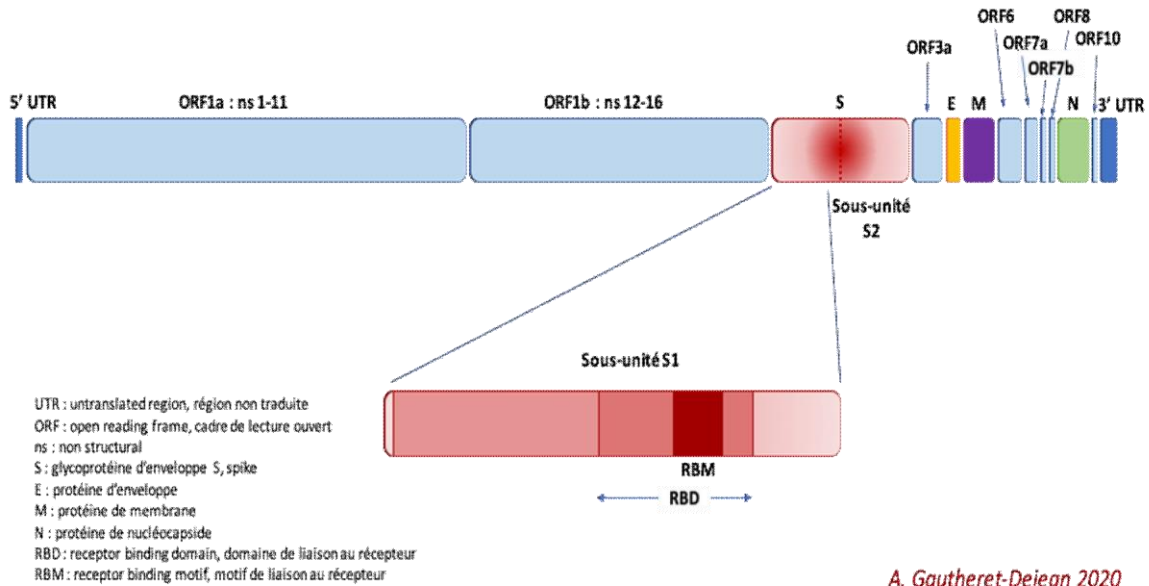 ORF6 ORF8
ORF3a ORF7a ORF10
ORF7b
5' UTR ORF1a : ns 1-11 ORF1b : ns 12-16 S E M N 3' UTR
Sous-unité
S2
Sous-unité S1
RBM
RBD
UTR : untranslated region, région non traduite
ORF : open reading frame, cadre de lecture ouvert
ns : non structural
S : glycoprotéine d'enveloppe S, spike
E : protéine d'enveloppe
M : protéine de membrane
N : protéine de nucléocapside
RBD : receptor binding domain, domaine de liaison au récepteur
RBM : receptor binding motif, motif de liaison au récepteur
A. Gautheret-Dejean 2020